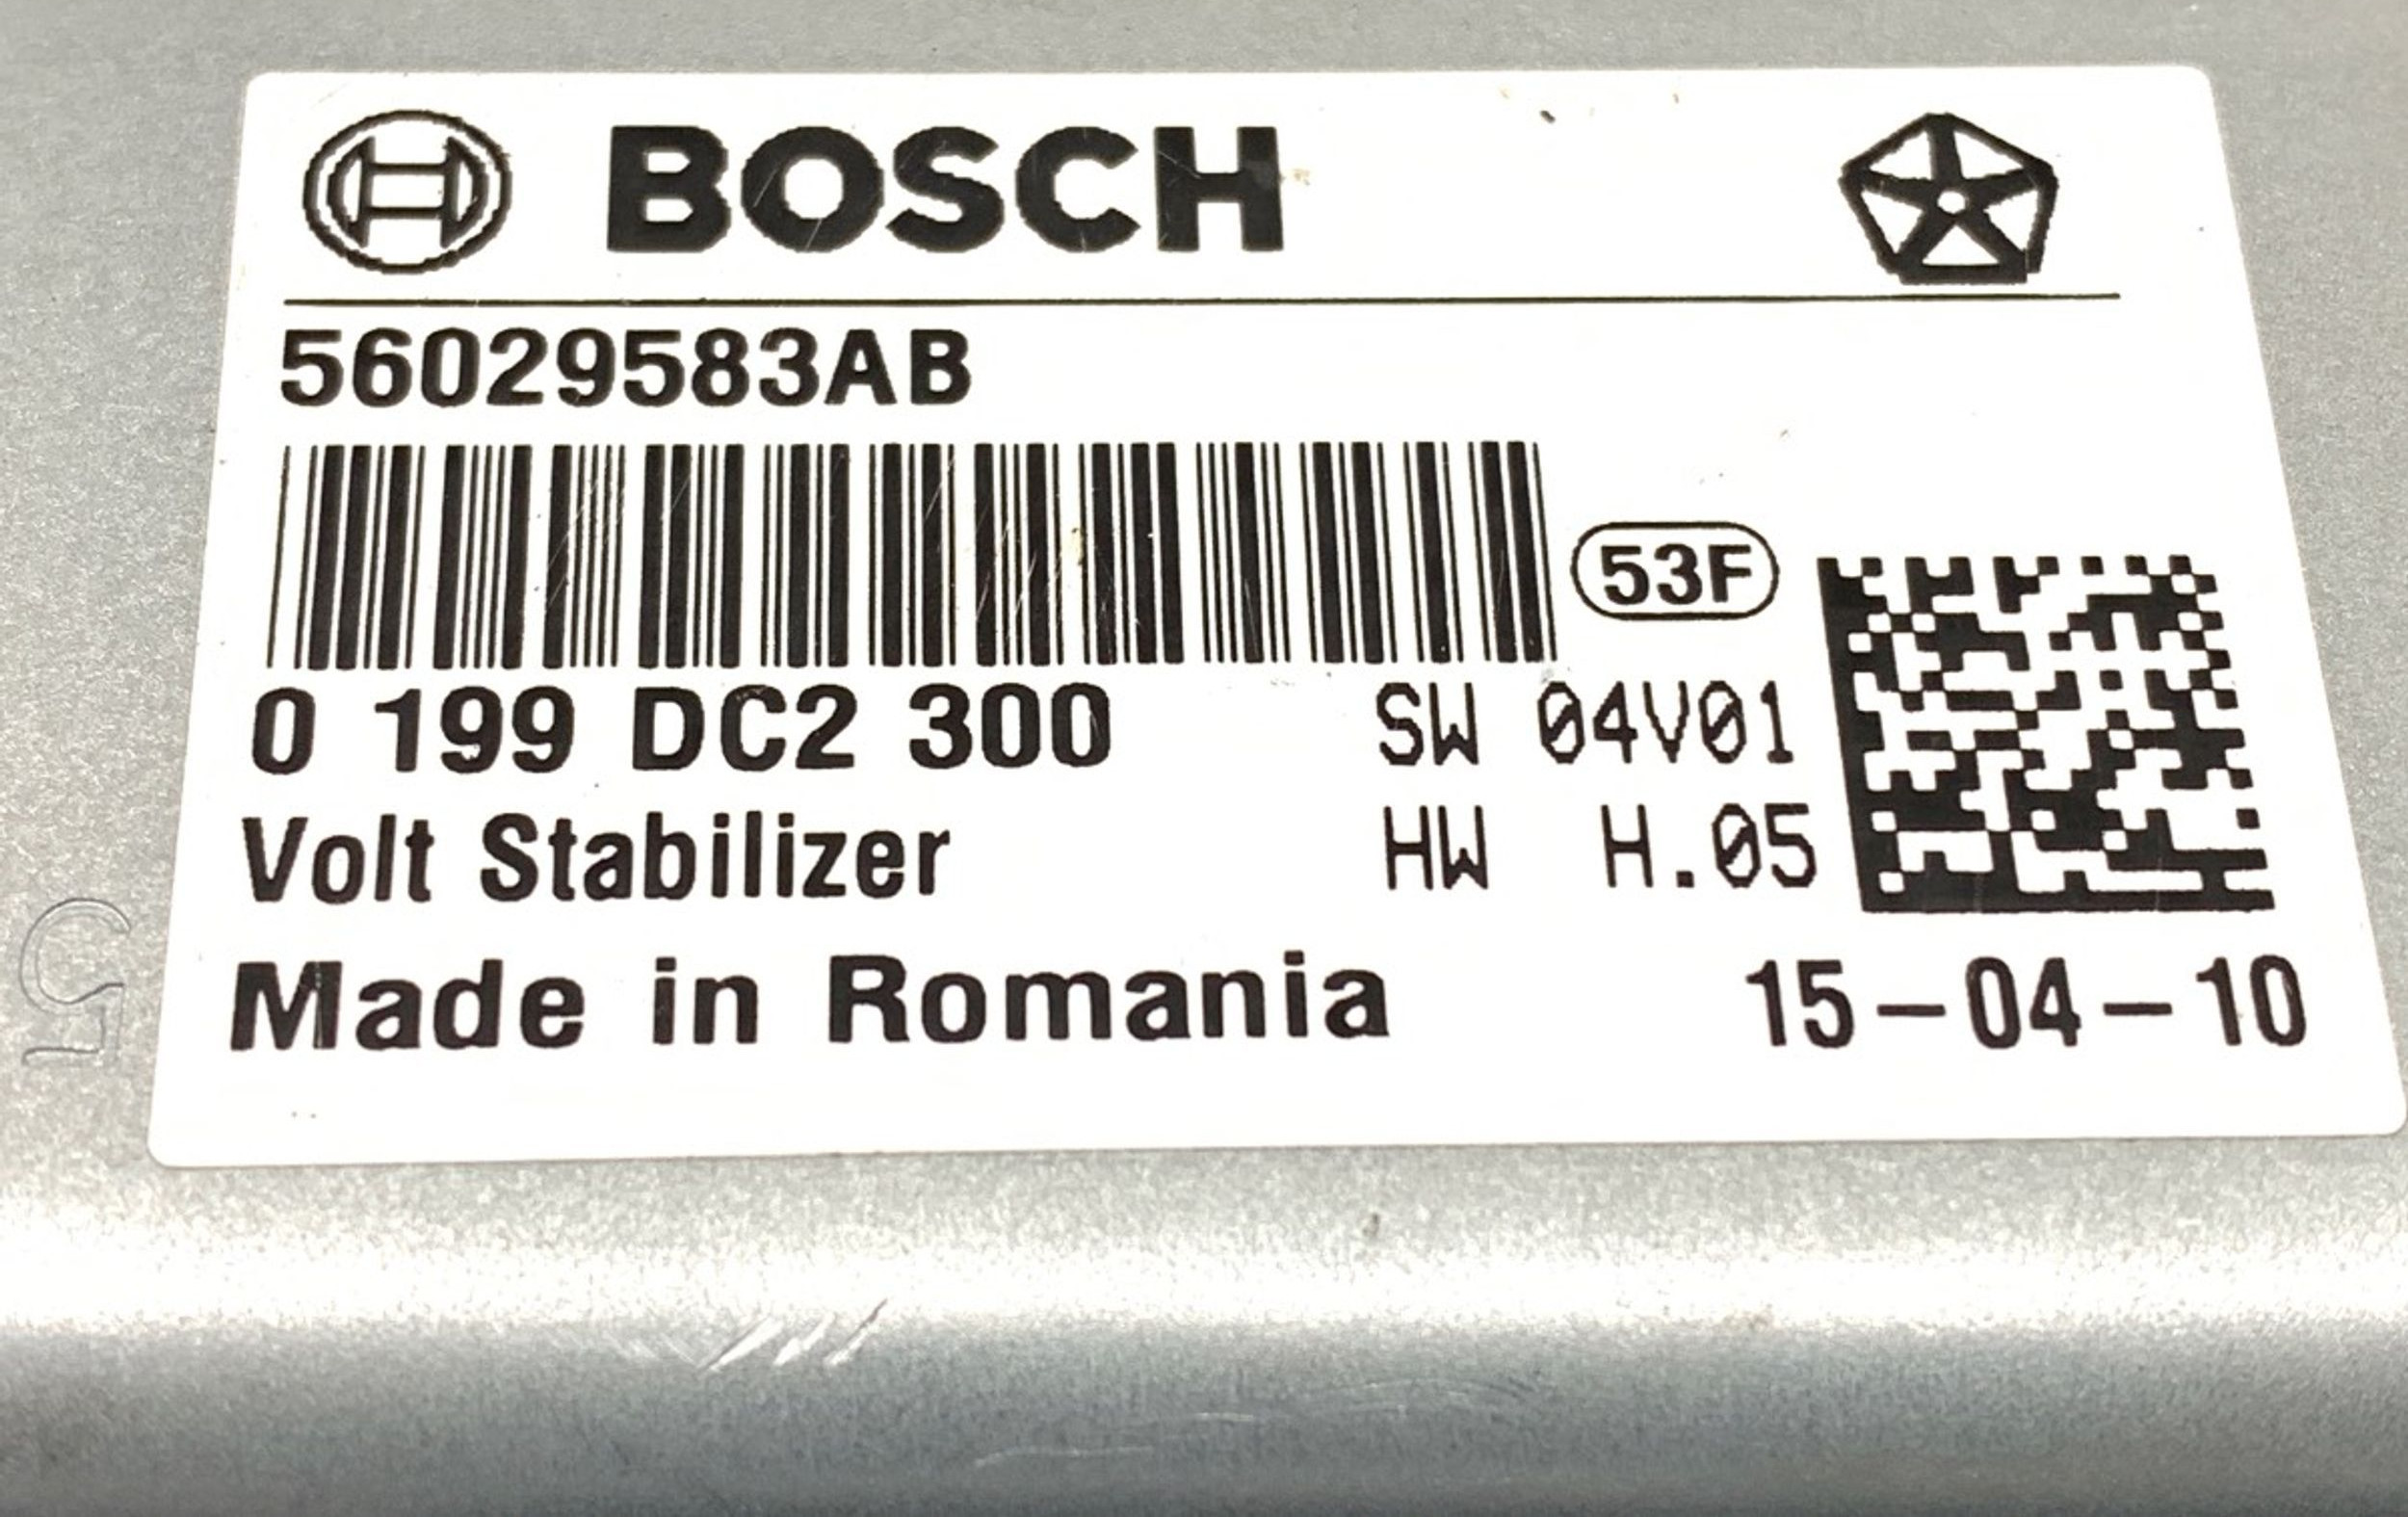 BOSCH
56029583AB
53F
0 199 DC2 300 SW 04V01
Volt Stabilizer HW H.05
Made in Romania 15-04-10
5